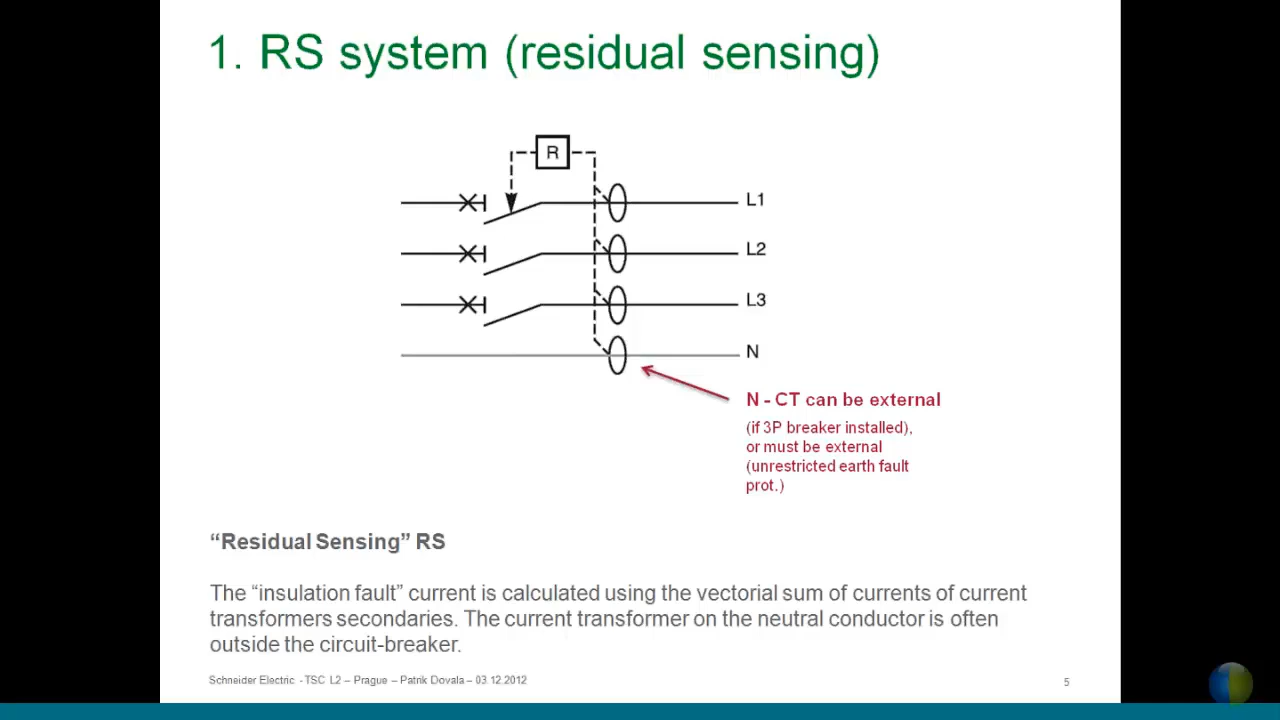 1. RS system (residual sensing)
R
L1
L2
L3
N
N - CT can be external
(if 3P breaker installed),
or must be external
(unrestricted earth fault
prot.)
“Residual Sensing” RS
The “insulation fault” current is calculated using the vectorial sum of currents of current
transformers secondaries. The current transformer on the neutral conductor is often
outside the circuit-breaker.
Schneider Electric - TSC L2 – Prague – Patrik Dovala – 03.12.2012
5